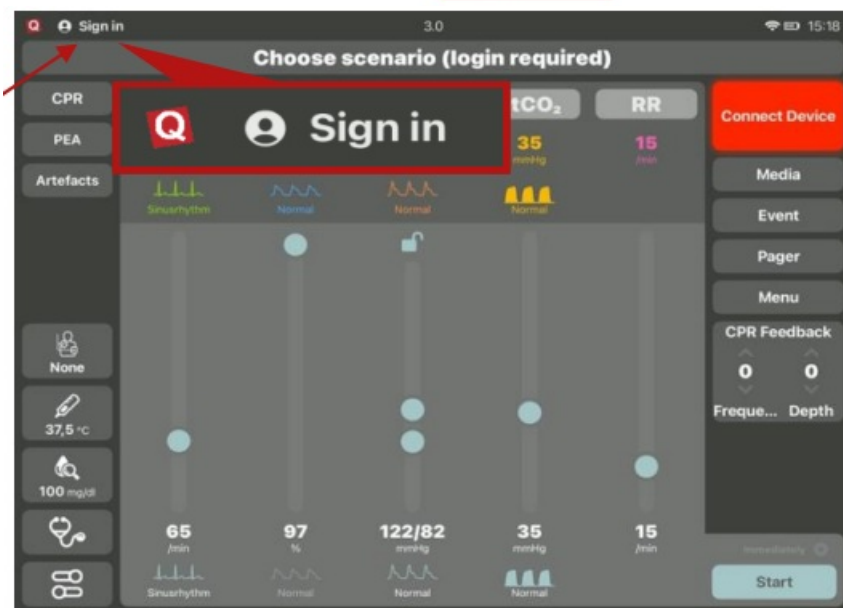 Q Sign in 3.0 15:18
Choose scenario (login required)
CPR
PEA
Artefacts
Q Sign in
tCO₂ RR
35 15
mmHg /min
Sinusrhythm Normal Normal Normal
Connect Device
Media
Event
Pager
Menu
CPR Feedback
0 0
Freque... Depth
None
37,5 °C
100 mg/dl
65 97 122/82 35 15
/min % mmHg mmHg /min
Sinusrhythm Normal Normal Normal
immediately
Start